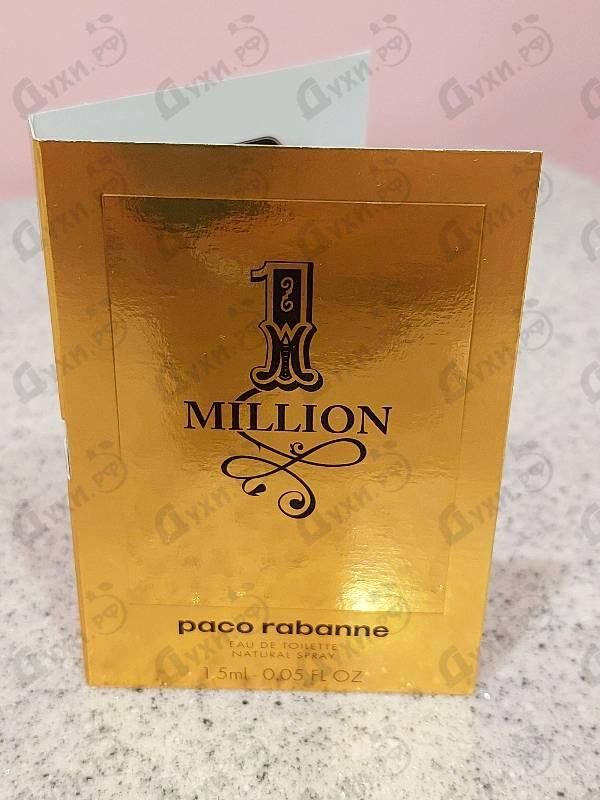 1
MILLION
paco rabanne
EAU DE TOILETTE
NATURAL SPRAY
1.5ml - 0.05 FL OZ
Духи.рф